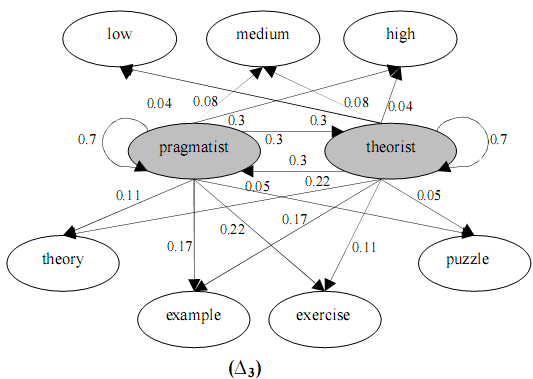 low medium high
0.04 0.08 0.08 0.04
0.3 0.3
0.7 pragmatist 0.3 theorist 0.7
0.3
0.11 0.05 0.22 0.05
0.17 0.22 0.17 0.11
theory puzzle
example exercise
(Δ3)